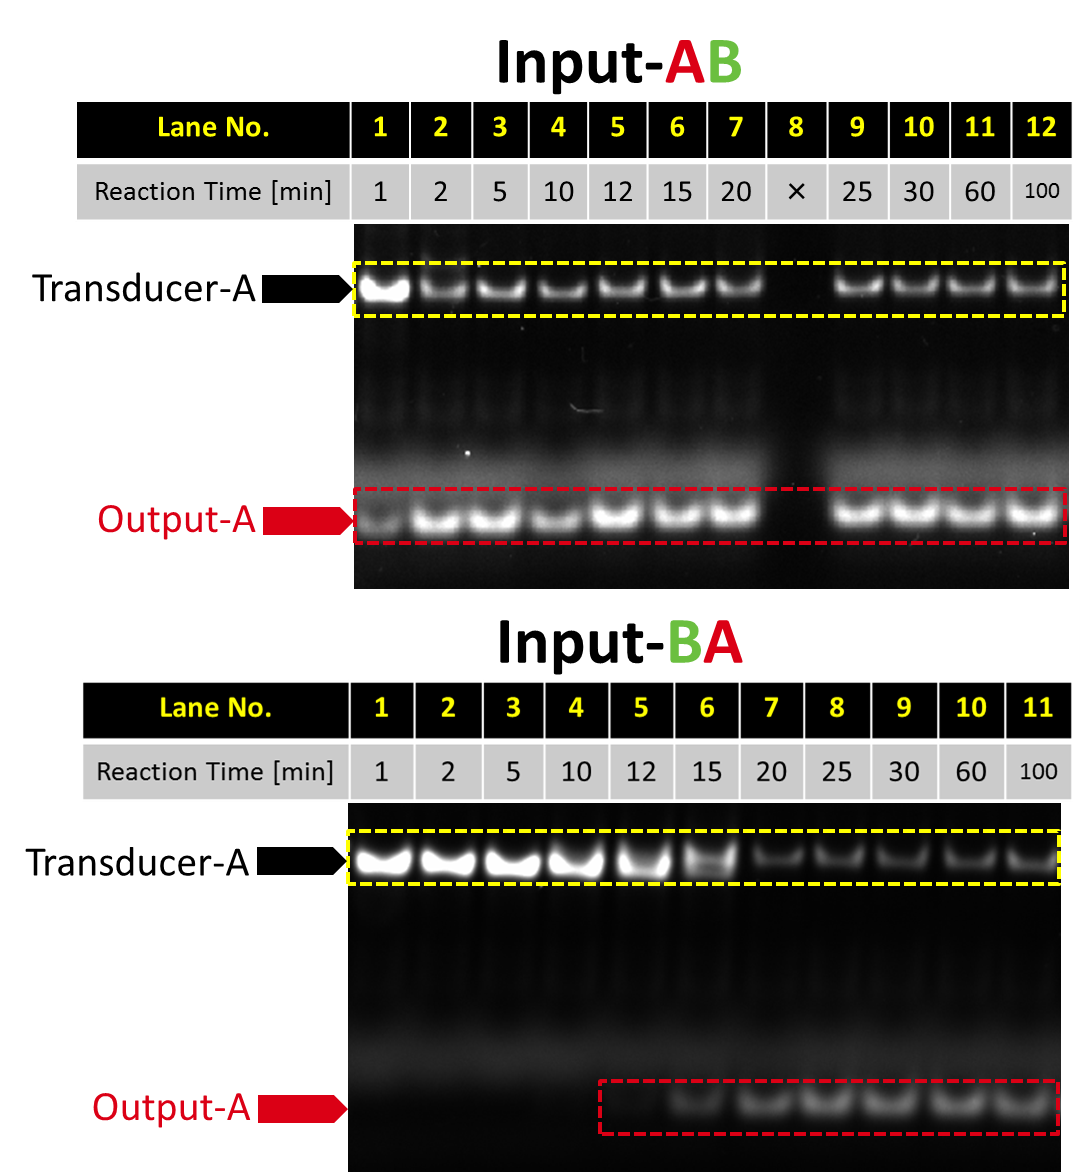 Input-AB
Lane No. 1 2 3 4 5 6 7 8 9 10 11 12
Reaction Time [min] 1 2 5 10 12 15 20 × 25 30 60 100
Transducer-A
Output-A
Input-BA
Lane No. 1 2 3 4 5 6 7 8 9 10 11
Reaction Time [min] 1 2 5 10 12 15 20 25 30 60 100
Transducer-A
Output-A